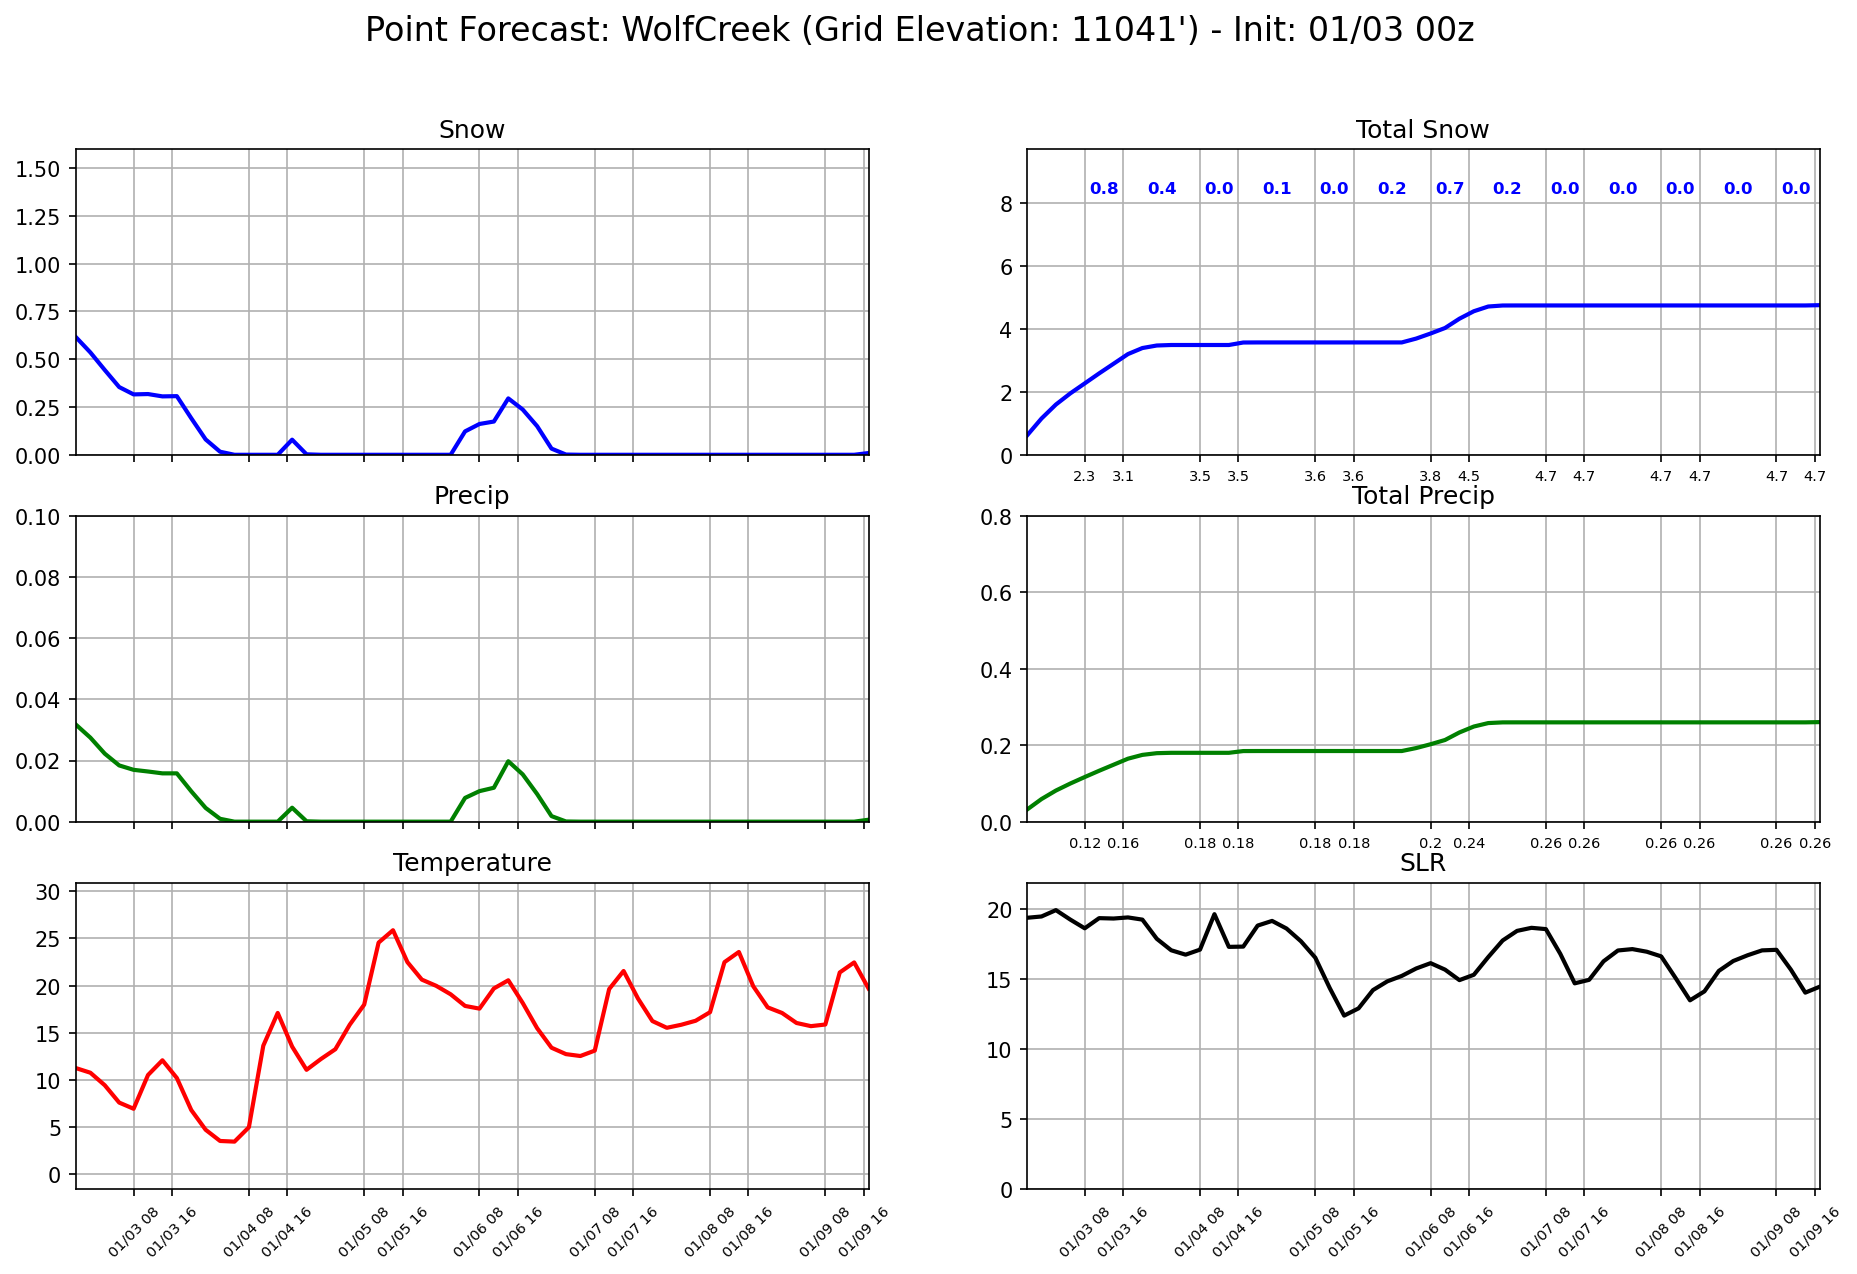 Point Forecast: WolfCreek (Grid Elevation: 11041') - Init: 01/03 00z
Snow
1.50
1.25
1.00
0.75
0.50
0.25
0.00
Total Snow
0.8 0.4 0.0 0.1 0.0 0.2 0.7 0.2 0.0 0.0 0.0 0.0 0.0
8
6
4
2
0
2.3 3.1 3.5 3.5 3.6 3.6 3.8 4.5 4.7 4.7 4.7 4.7 4.7 4.7
Precip
0.10
0.08
0.06
0.04
0.02
0.00
Total Precip
0.8
0.6
0.4
0.2
0.0
0.12 0.16 0.18 0.18 0.18 0.18 0.2 0.24 0.26 0.26 0.26 0.26 0.26 0.26
Temperature
30
25
20
15
10
5
0
01/03 08 01/03 16 01/04 08 01/04 16 01/05 08 01/05 16 01/06 08 01/06 16 01/07 08 01/07 16 01/08 08 01/08 16 01/09 08 01/09 16
SLR
20
15
10
5
0
01/03 08 01/03 16 01/04 08 01/04 16 01/05 08 01/05 16 01/06 08 01/06 16 01/07 08 01/07 16 01/08 08 01/08 16 01/09 08 01/09 16